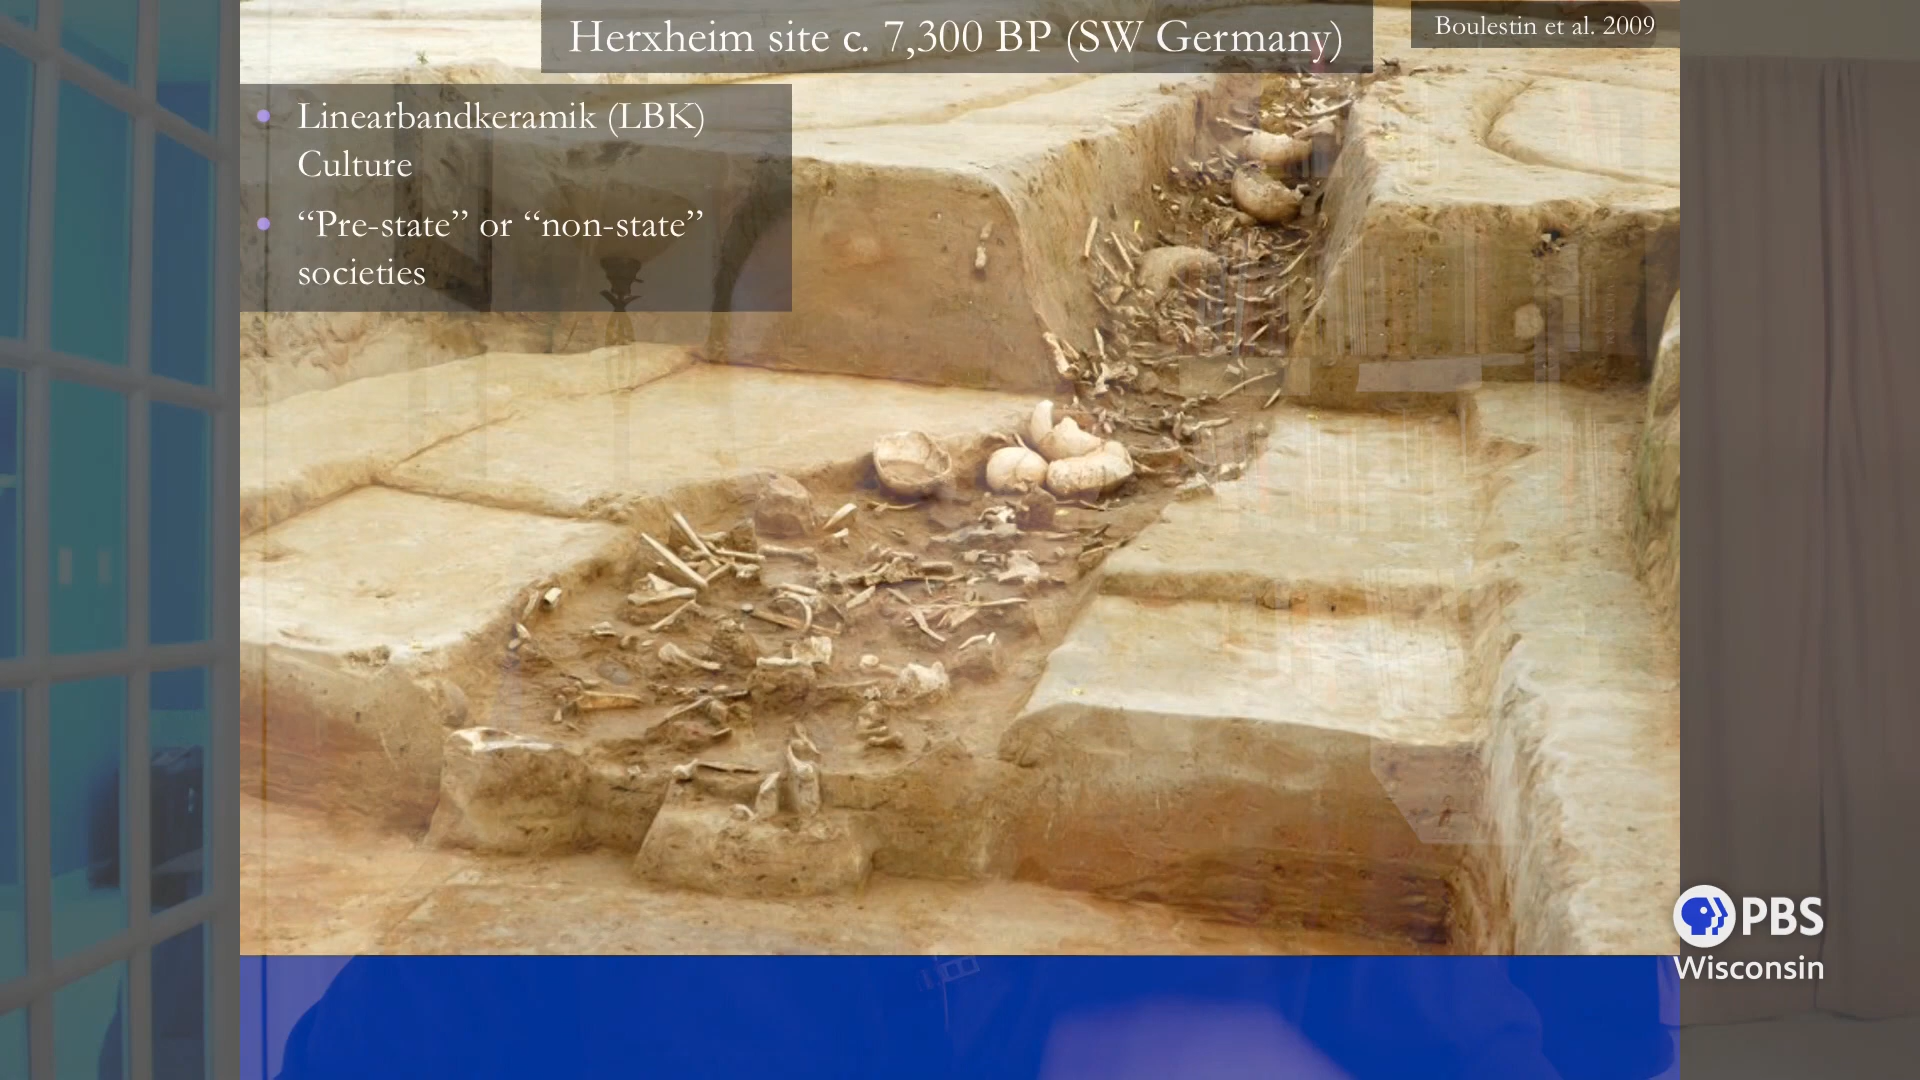 Herxheim site c. 7,300 BP (SW Germany)
Boulestin et al. 2009
• Linearbandkeramik (LBK)
Culture
• “Pre-state” or “non-state”
societies
PBS
Wisconsin